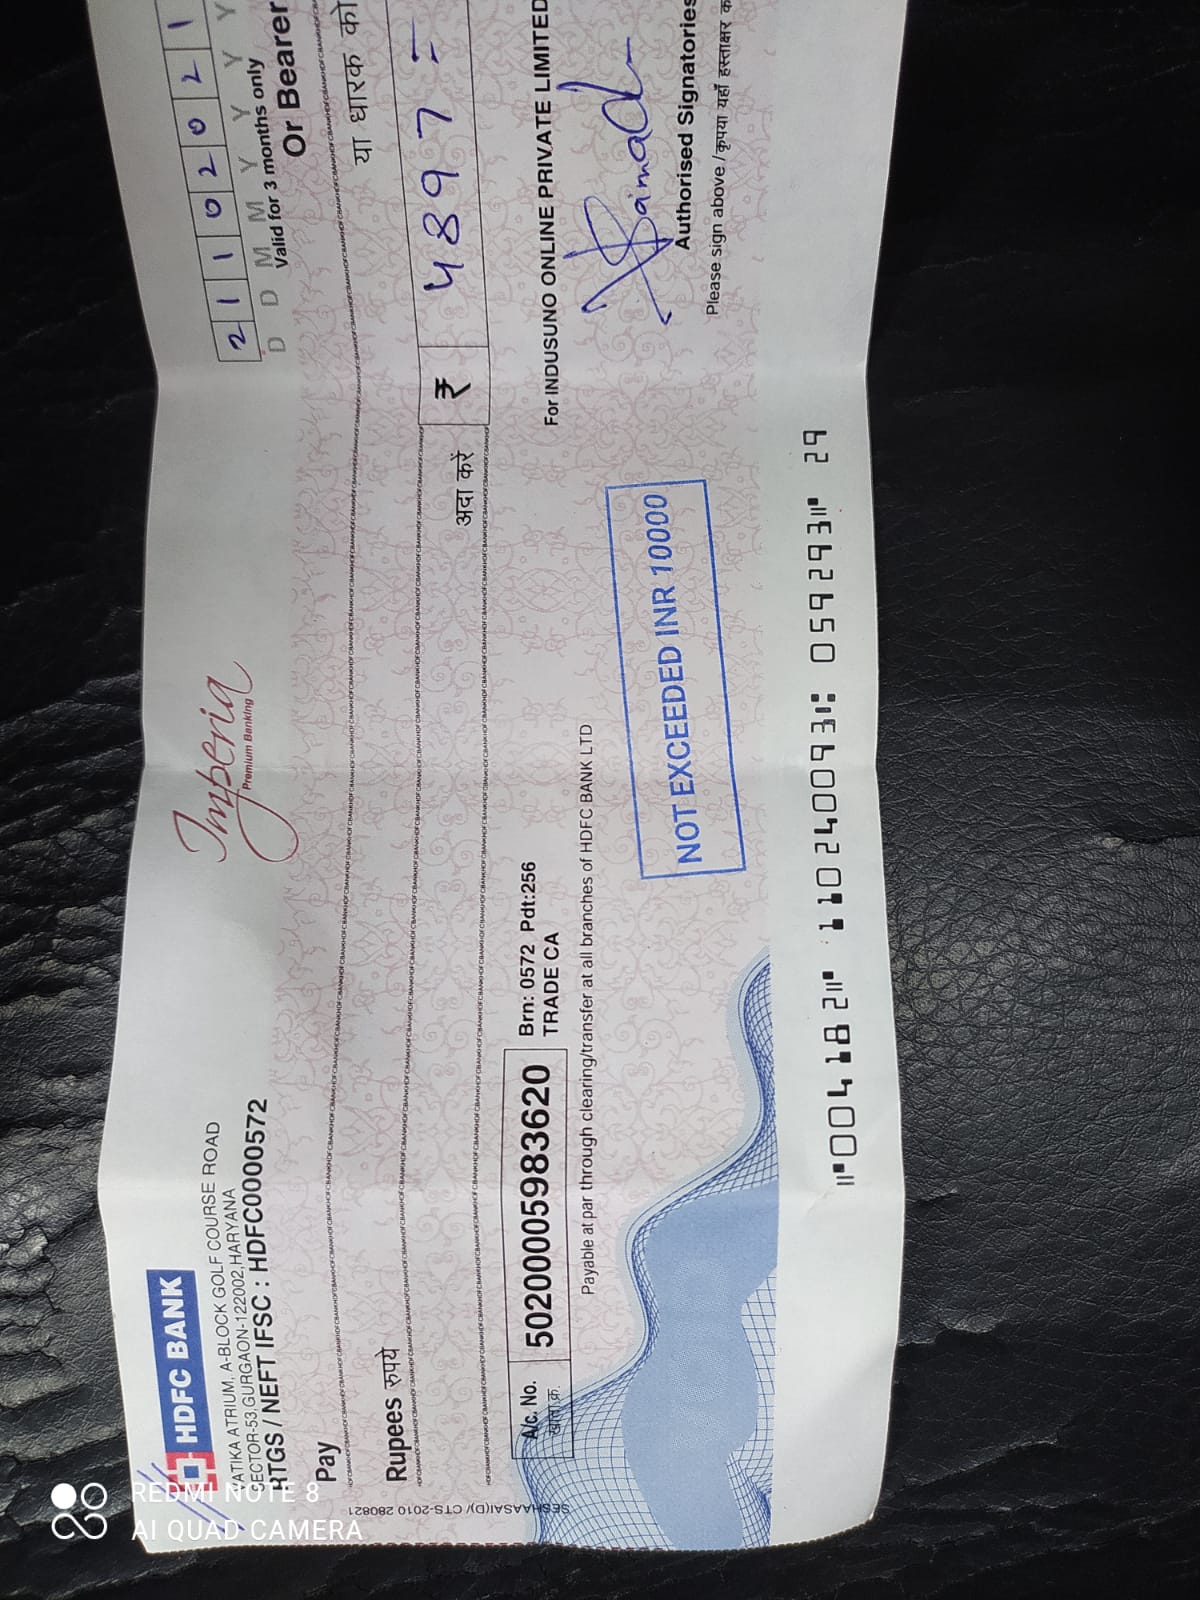 HDFC BANK
VATIKA ATRIUM, A-BLOCK GOLF COURSE ROAD
SECTOR-53,GURGAON-122002,HARYANA
RTGS / NEFT IFSC : HDFC0000572
Imperia
Premium Banking
2 1 1 0 2 0 2 1
D D M M Y Y Y Y
Valid for 3 months only
Pay
Or Bearer
या धारक को
Rupees रुपये
अदा करें
₹ 4897 =
A/c. No.
खाता क्र.
50200005983620
Brn: 0572 Pdt:256
TRADE CA
For INDUSUNO ONLINE PRIVATE LIMITED
Payable at par through clearing/transfer at all branches of HDFC BANK LTD
NOT EXCEEDED INR 10000
Authorised Signatories
Please sign above / कृपया यहाँ हस्ताक्षर
⑈004182⑈ 110240093⑆ 059293⑈ 29
SESHAASAI(D)/ CTS-2010 280821
REDMI NOTE 8
AI QUAD CAMERA